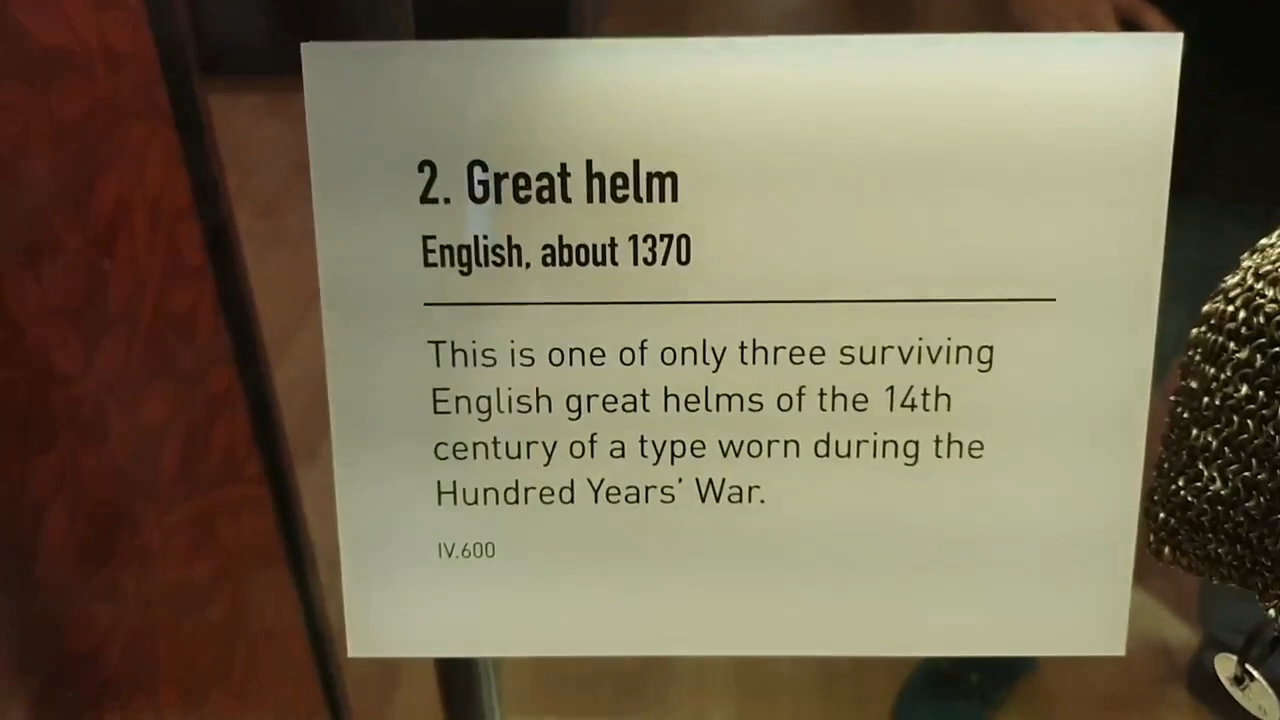 2. Great helm
English, about 1370
This is one of only three surviving
English great helms of the 14th
century of a type worn during the
Hundred Years’ War.
IV.600